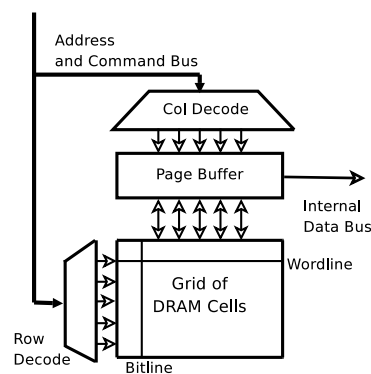 Address
and Command Bus
Col Decode
Page Buffer
Internal
Data Bus
Wordline
Grid of
DRAM Cells
Row
Decode
Bitline